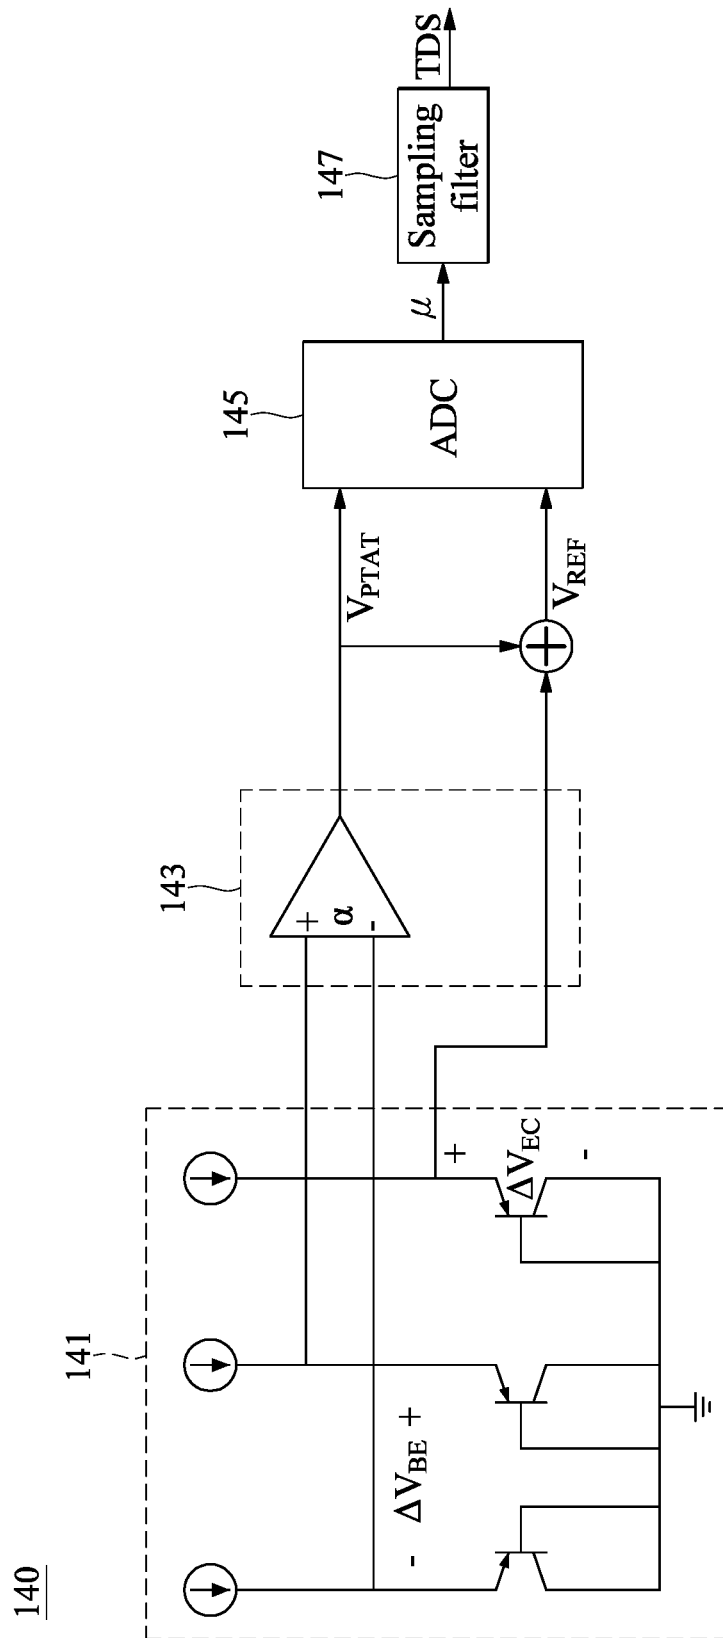 140
141
143
145
147
- ΔV_BE +
+
ΔV_EC
-
+
α
-
V_PTAT
V_REF
ADC
μ
Sampling
filter
TDS